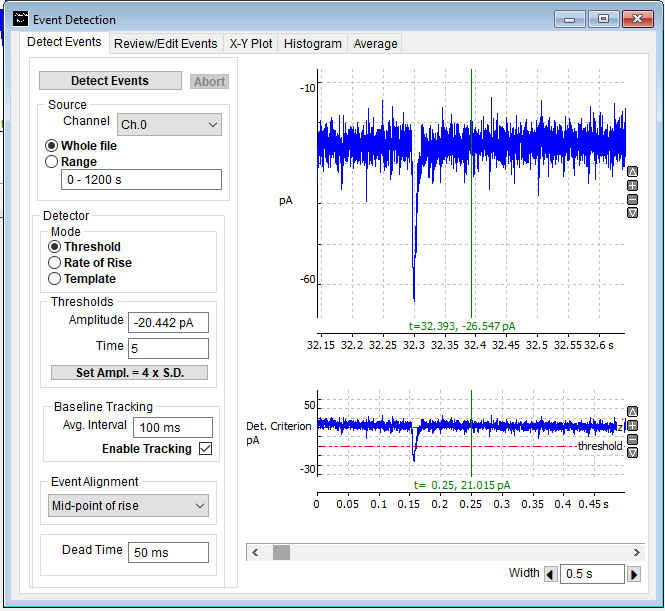 Event Detection
Detect Events
Review/Edit Events
X-Y Plot
Histogram
Average
Detect Events
Abort
Source
Channel
Ch.0
Whole file
Range
0 - 1200 s
Detector
Mode
Threshold
Rate of Rise
Template
Thresholds
Amplitude
-20.442 pA
Time
5
Set Ampl. = 4 x S.D.
Baseline Tracking
Avg. Interval
100 ms
Enable Tracking
Event Alignment
Mid-point of rise
Dead Time
50 ms
-10
pA
-60
t=32.393, -26.547pA
32.15 32.2 32.25 32.3 32.35 32.4 32.45 32.5 32.55 32.6 s
50
Det. Criterion
pA
z
threshold
-30
t= 0.25, 21.015 pA
0 0.05 0.1 0.15 0.2 0.25 0.3 0.35 0.4 0.45s
Width
0.5 s